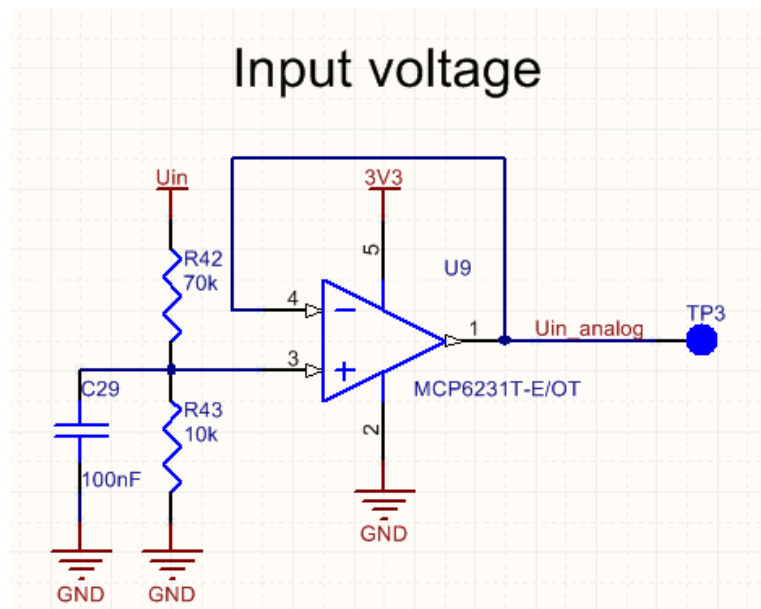 Input voltage
Uin
3V3
R42
70k
5
U9
4
1
Uin_analog
TP3
3
C29
R43
10k
MCP6231T-E/OT
2
100nF
GND
GND
GND